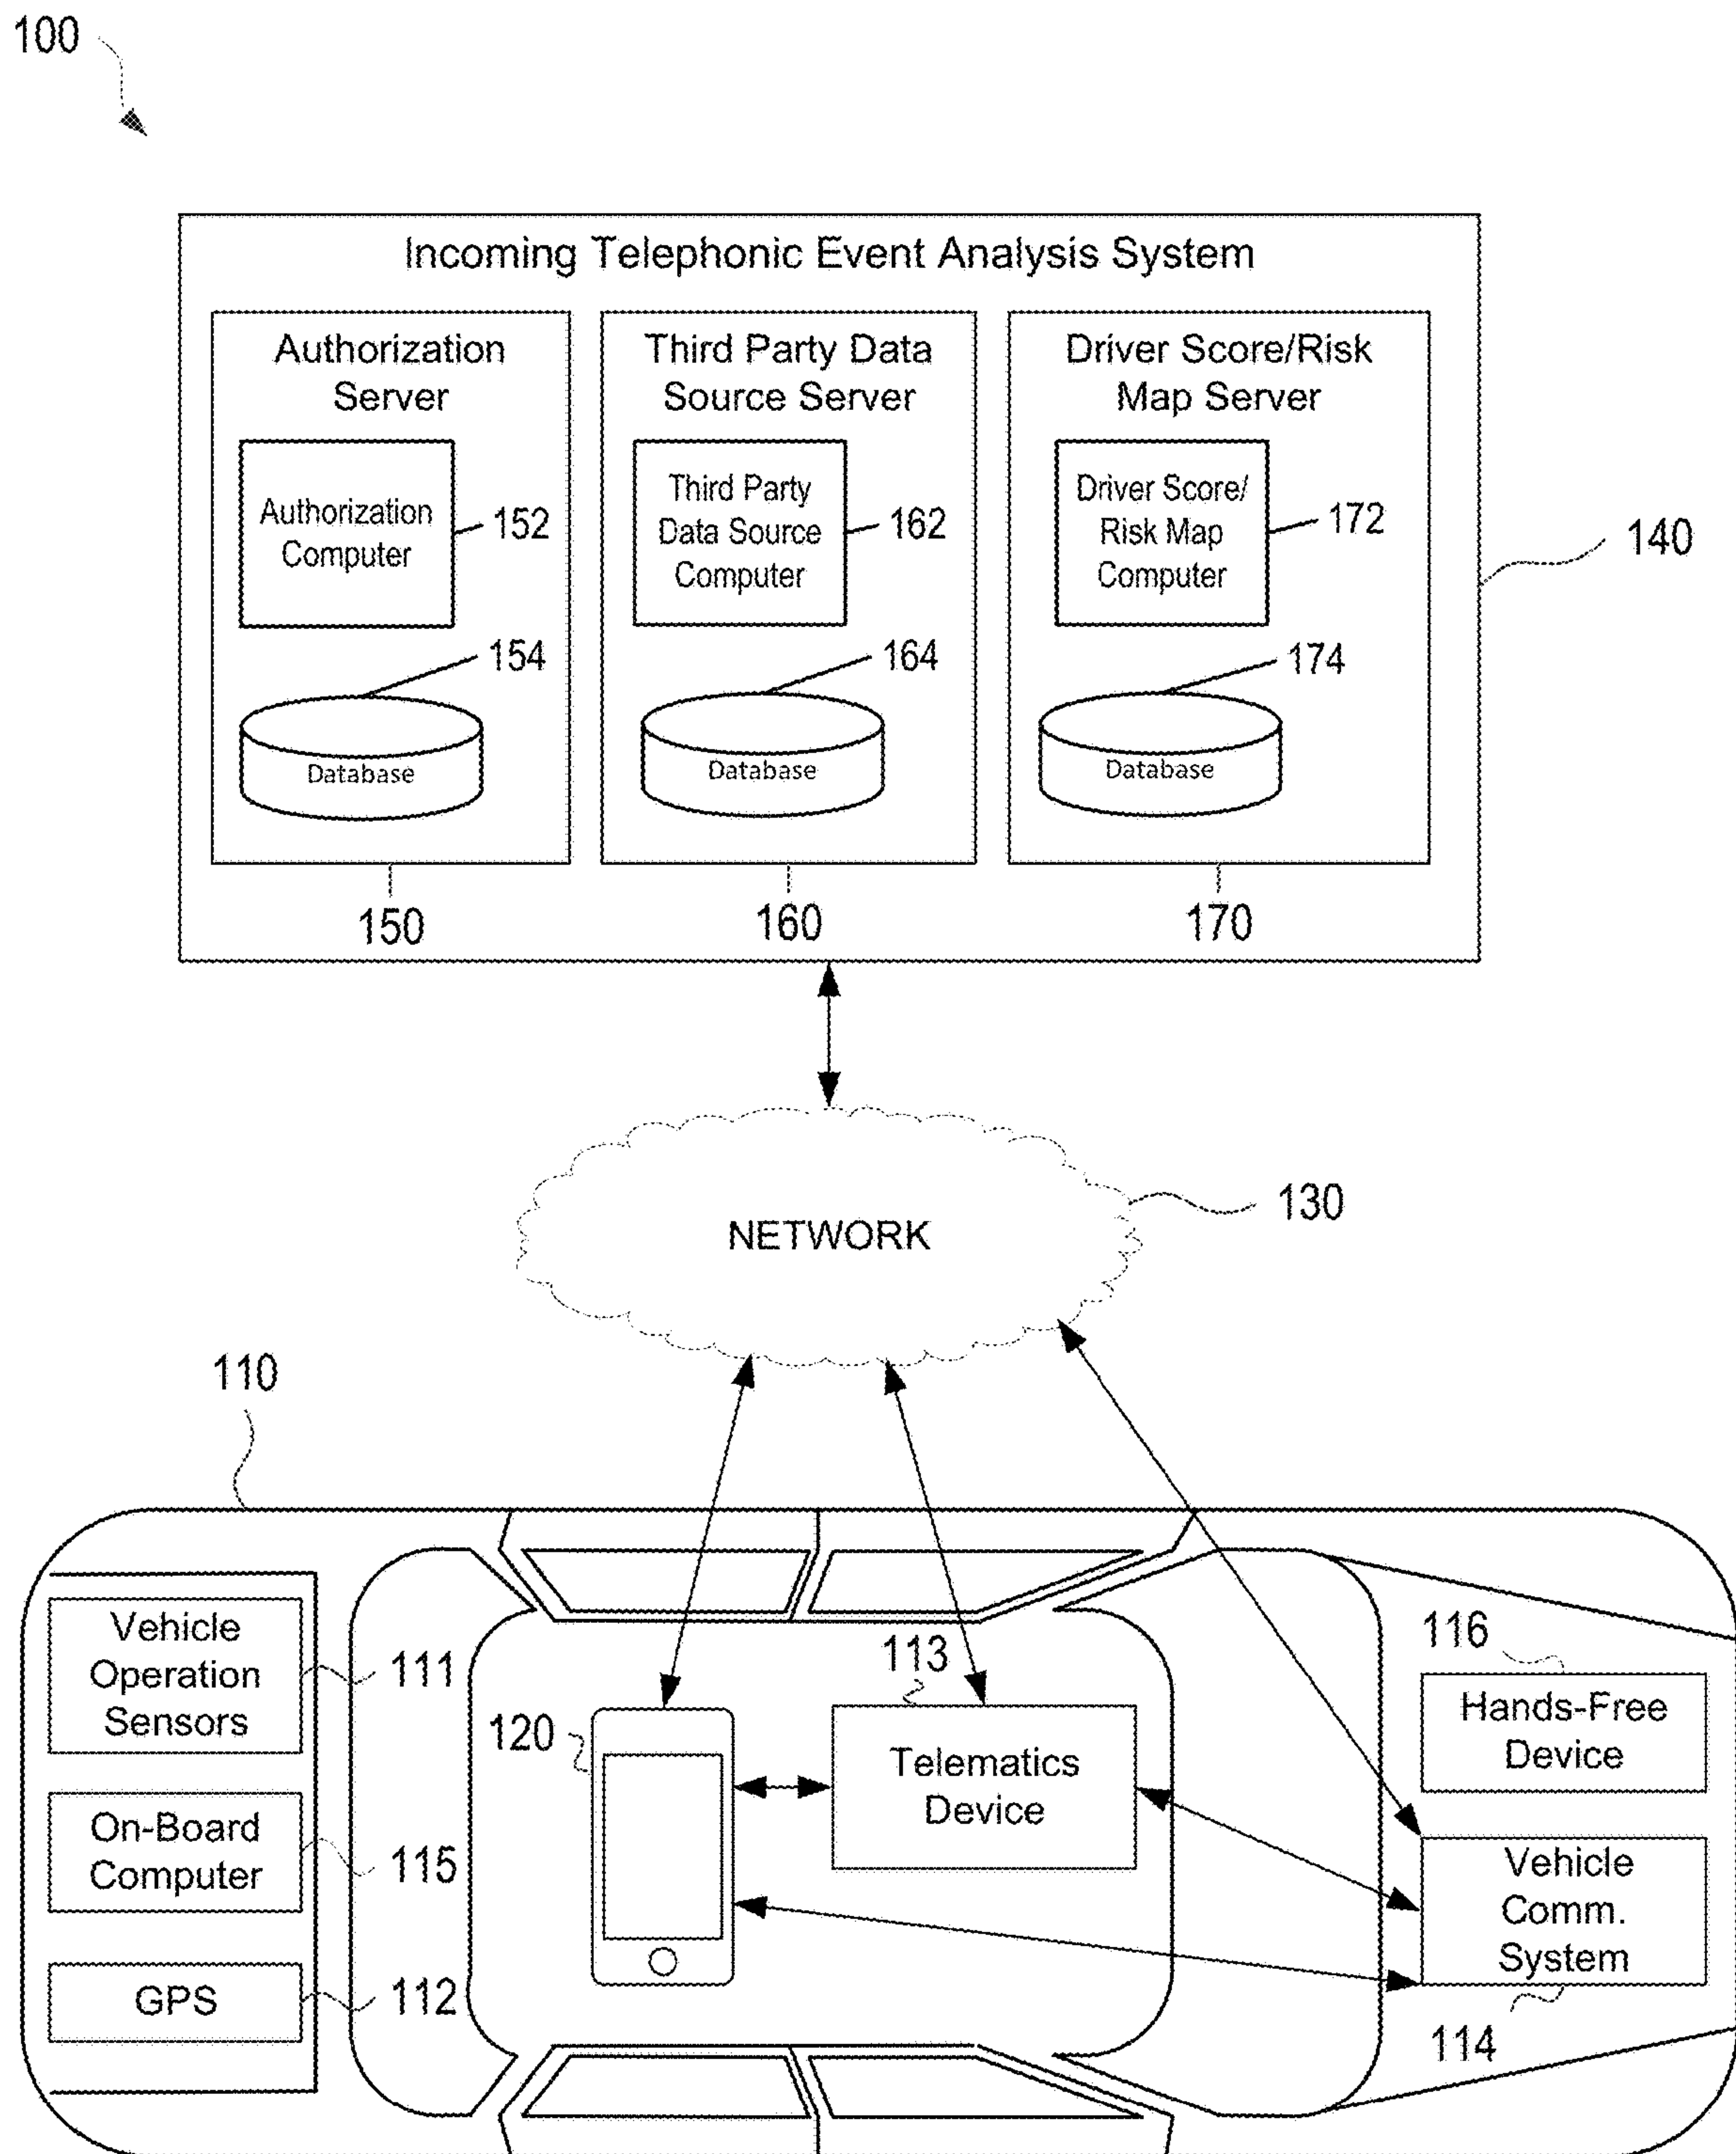 100
Incoming Telephonic Event Analysis System
Authorization
Server
Authorization
Computer
152
154
Database
150
Third Party Data
Source Server
Third Party
Data Source
Computer
162
164
Database
160
Driver Score/Risk
Map Server
Driver Score/
Risk Map
Computer
172
174
Database
170
140
NETWORK
130
110
Vehicle
Operation
Sensors
111
On-Board
Computer
115
GPS
112
120
113
Telematics
Device
116
Hands-Free
Device
Vehicle
Comm.
System
114